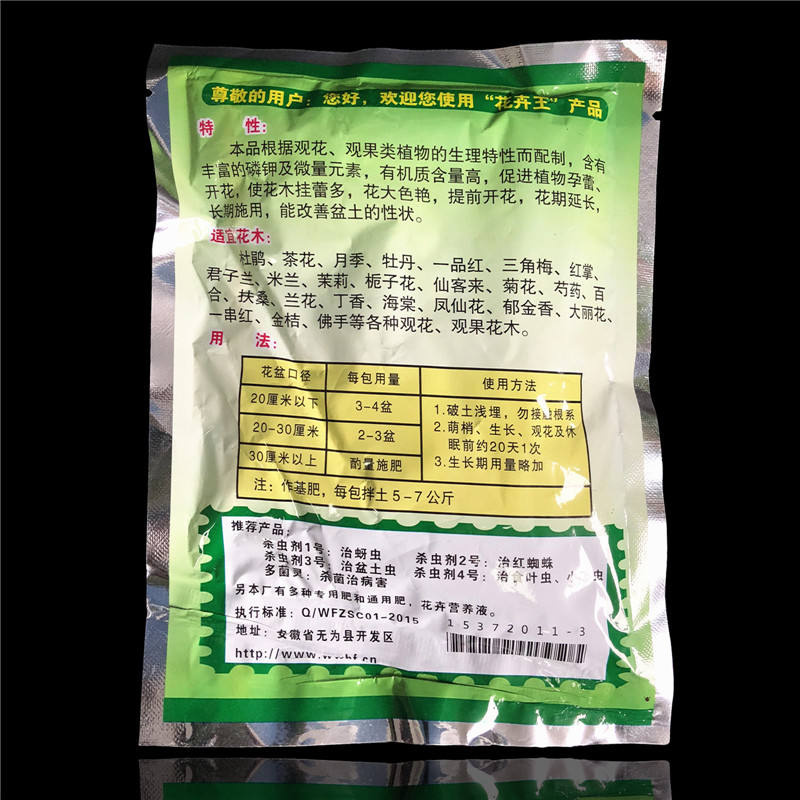 尊敬的用户：您好，欢迎您使用“花卉王”产品
特 性：
本品根据观花、观果类植物的生理特性而配制，含有
丰富的磷钾及微量元素，有机质含量高，促进植物孕蕾、
开花，使花木挂蕾多，花大色艳，提前开花，花期延长，
长期施用，能改善盆土的性状。
适宜花木：
杜鹃、茶花、月季、牡丹、一品红、三角梅、红掌、
君子兰、米兰、茉莉、栀子花、仙客来、菊花、芍药、百
合、扶桑、兰花、丁香、海棠、凤仙花、郁金香、大丽花、
一串红、金桔、佛手等各种观花、观果花木。
用 法：
花盆口径 每包用量 使用方法
20厘米以下 3-4盆
20-30厘米 2-3盆
30厘米以上 酌量施肥
1.破土浅埋，勿接触根系
2.萌梢、生长、观花及休
眠前约20天1次
3.生长期用量略加
注：作基肥，每包拌土5-7公斤
推荐产品：
杀虫剂1号：治蚜虫 杀虫剂2号：治红蜘蛛
杀虫剂3号：治盆土虫 杀虫剂4号：治食叶虫、小虫
多菌灵：杀菌治病害
另本厂有多种专用肥和通用肥，花卉营养液。
执行标准：Q/WFZSC01-2015
地址：安徽省无为县开发区
15372011-3
http://www.